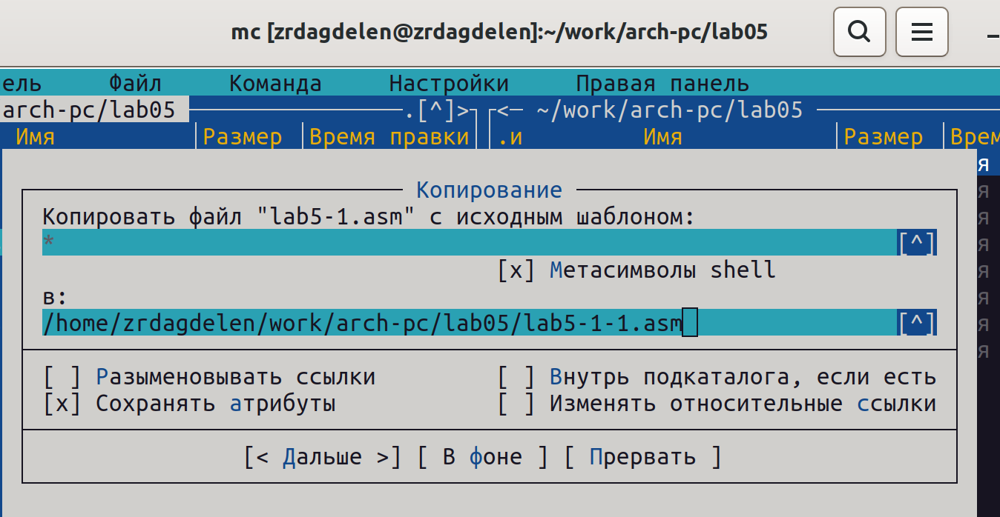 mc [zrdagdelen@zrdagdelen]:~/work/arch-pc/lab05
ель Файл Команда Настройки Правая панель
arch-pc/lab05 .[^]> <− ~/work/arch-pc/lab05
Имя Размер Время правки .и Имя Размер Врем
я
Копирование
я
Копировать файл "lab5-1.asm" с исходным шаблоном:
я
* [^]
я
[x] Метасимволы shell
я
в:
я
/home/zrdagdelen/work/arch-pc/lab05/lab5-1-1.asm [^]
я
я
[ ] Разыменовывать ссылки [ ] Внутрь подкаталога, если есть
[x] Сохранять атрибуты [ ] Изменять относительные ссылки
[< Дальше >] [ В фоне ] [ Прервать ]